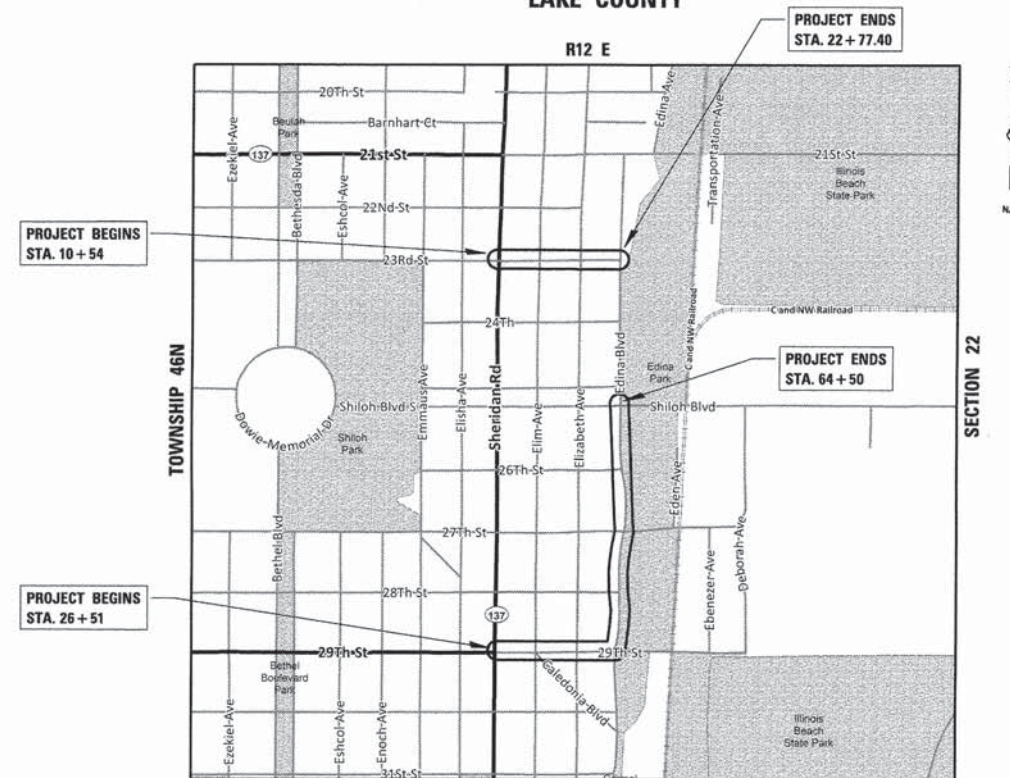 LAKE COUNTY
PROJECT ENDS
STA. 22 + 77.40
R12 E
20Th St
Edina Ave
Transportation Ave
Ezekiel Ave
Beulah
Park
Barnhart Ct
137
21st St
21St St
Illinois
Beach
State Park
Bethesda Blvd
Eshcol Ave
22Nd St
PROJECT BEGINS
STA. 10 + 54
23Rd St
C and NW Railroad
24Th
C and NW Railroad
TOWNSHIP 46N
SECTION 22
Emmaus Ave
Elisha Ave
Sheridan Rd
Elim Ave
Elizabeth Ave
Edina Blvd
Edina
Park
PROJECT ENDS
STA. 64 + 50
Shiloh Blvd S
Shiloh Blvd
Dowie Memorial D
Shiloh
Park
26Th St
Eden Ave
27Th St
Bethel Blvd
Ebenezer Ave
Deborah Ave
PROJECT BEGINS
STA. 26 + 51
28Th St
137
29Th St
29Th St
Bethel
Boulevard
Park
Caledonia Blvd
Ezekiel Ave
Eshcol Ave
Enoch Ave
Illinois
Beach
State Park
31St St